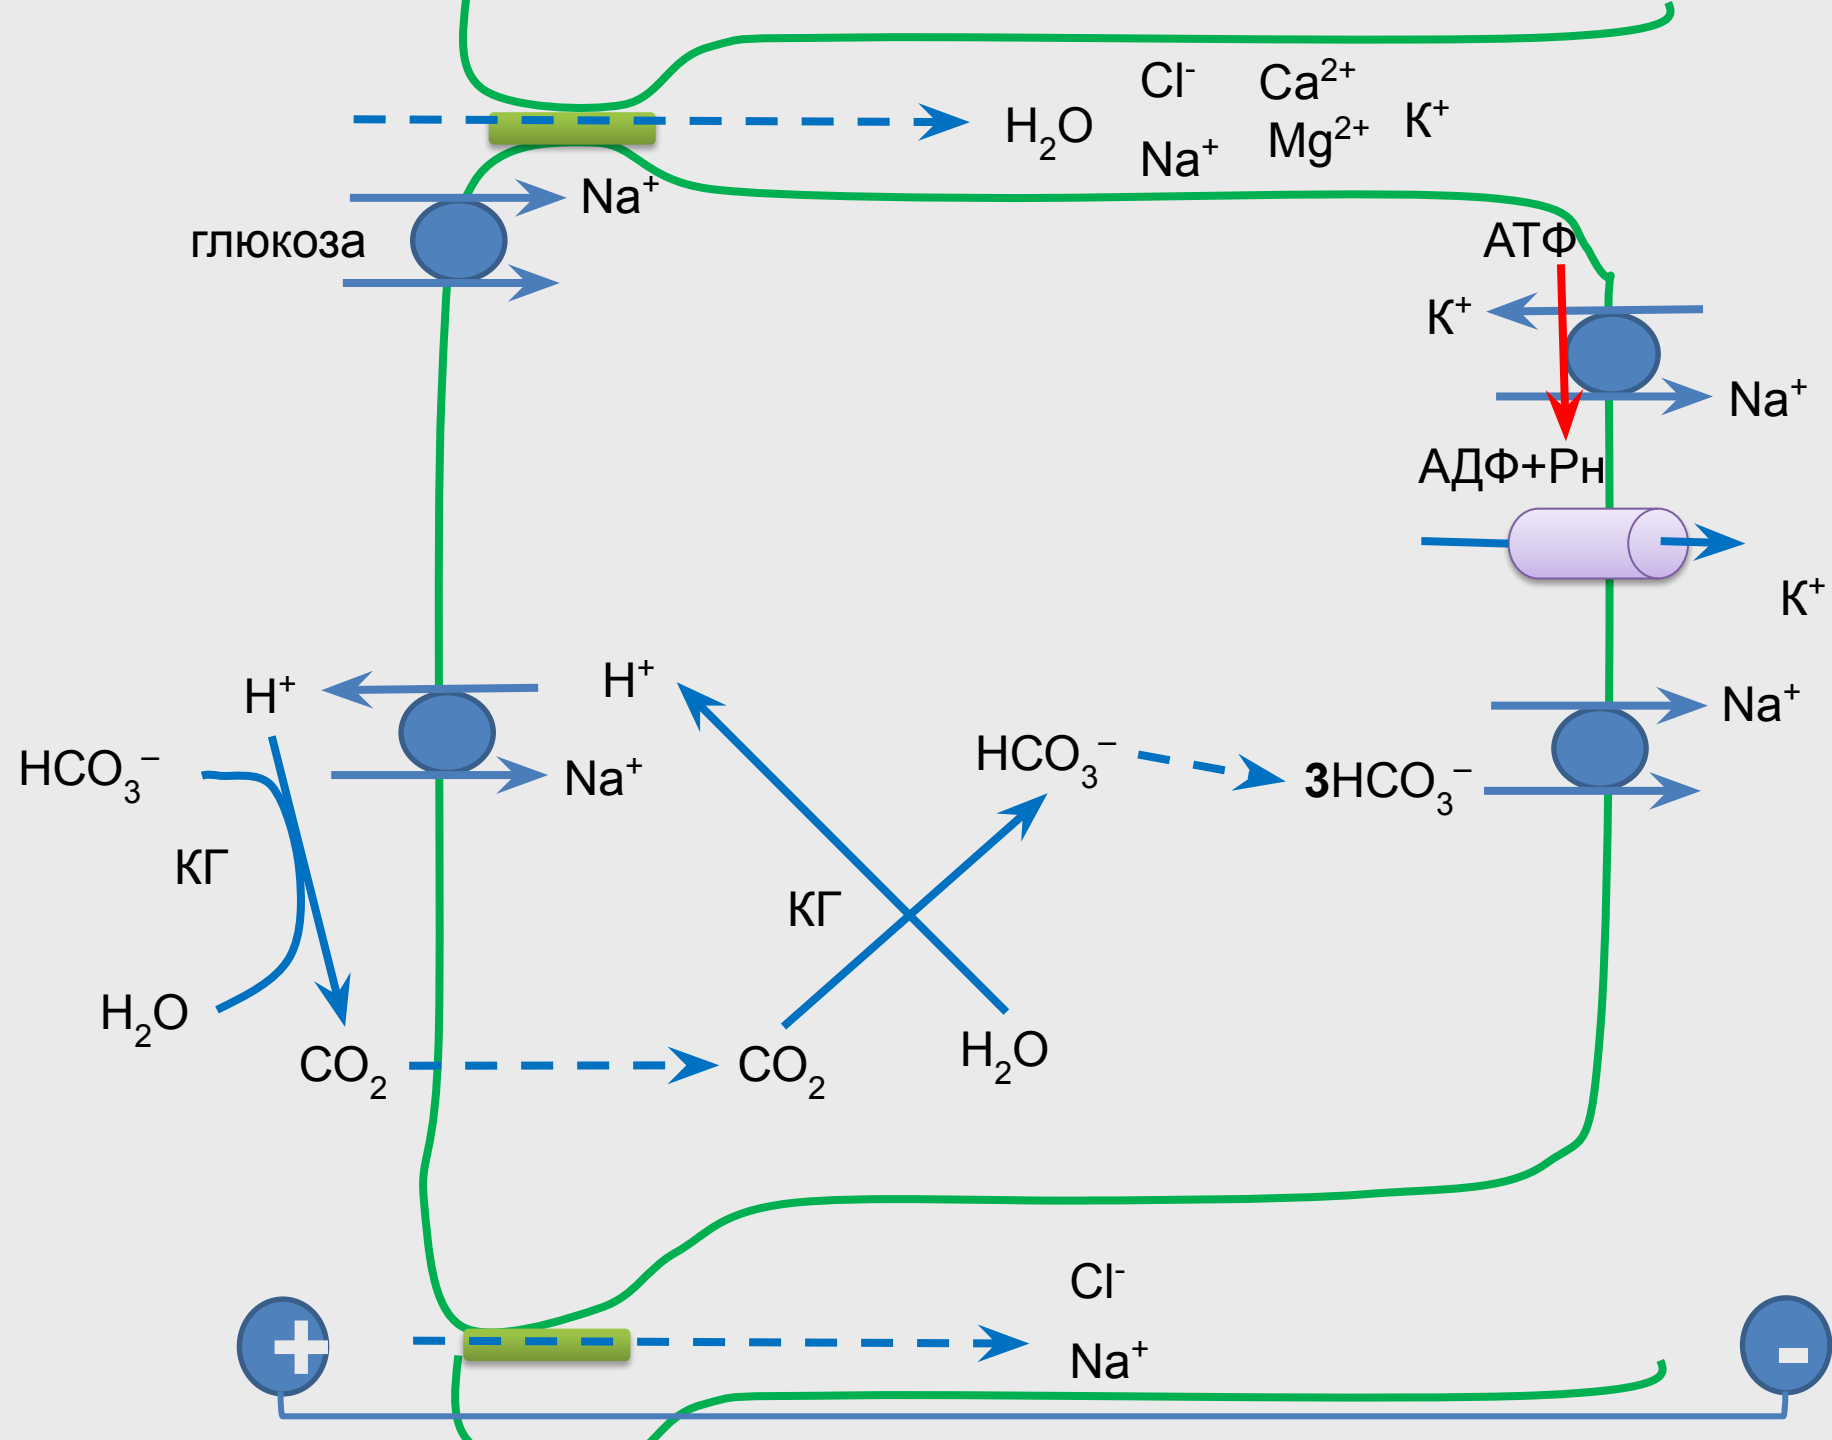 Cl⁻ Ca²⁺
H₂O Mg²⁺ К⁺
Na⁺
Na⁺
глюкоза
АТФ
К⁺
Na⁺
АДФ+Рн
К⁺
H⁺ H⁺
Na⁺
HCO₃⁻ Na⁺ HCO₃⁻ 3HCO₃⁻
КГ
КГ
H₂O
CO₂ CO₂ H₂O
Cl⁻
+ -
Na⁺